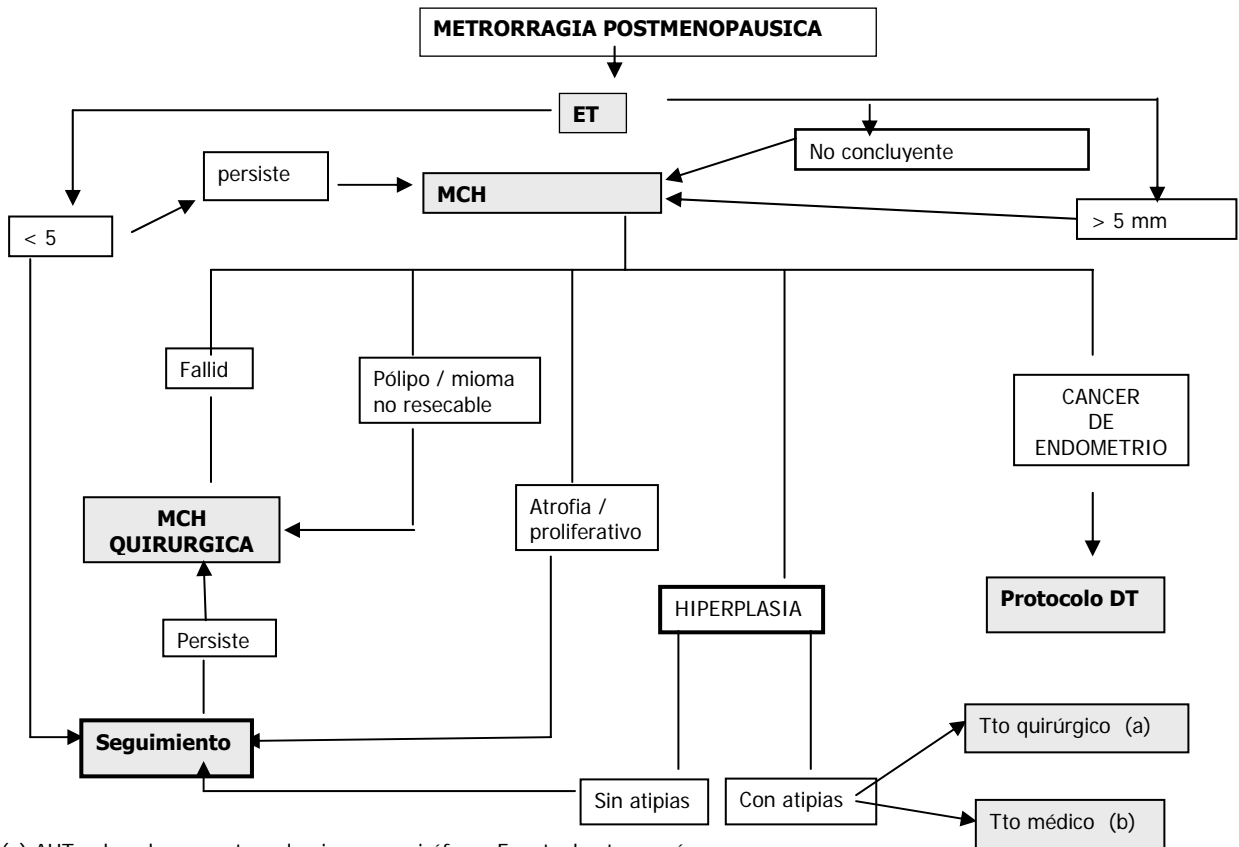 METRORRAGIA POSTMENOPAUSICA
ET
No concluyente
persiste
MCH
< 5
> 5 mm
Fallid
Pólipo / mioma
no resecable
CANCER
DE
ENDOMETRIO
MCH
QUIRURGICA
Atrofia /
proliferativo
HIPERPLASIA
Protocolo DT
Persiste
Seguimiento
Tto quirúrgico (a)
Sin atipias
Con atipias
Tto médico (b)